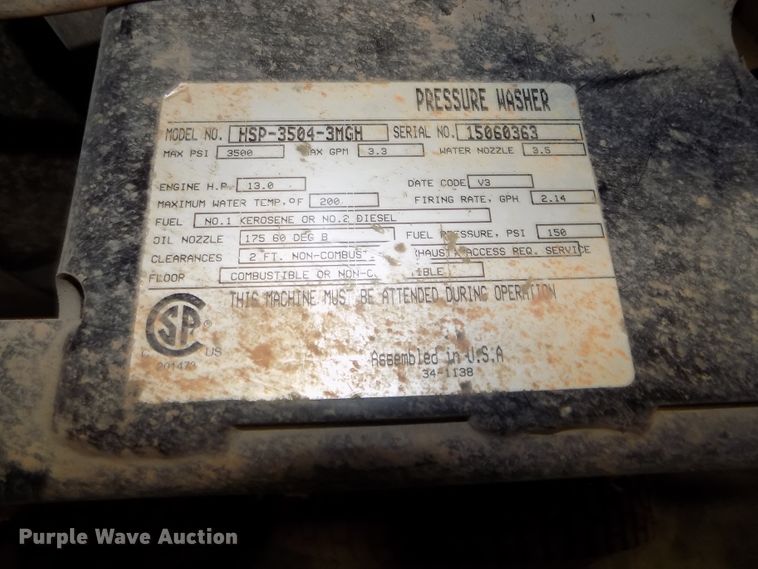 PRESSURE WASHER
MODEL NO. HSP-3504-3MGH SERIAL NO. 15060363
MAX PSI 3500 MAX GPM 3.3 WATER NOZZLE 3.5
ENGINE H.P. 13.0 DATE CODE V3
MAXIMUM WATER TEMP. OF 200 FIRING RATE, GPH 2.14
FUEL NO.1 KEROSENE OR NO.2 DIESEL
OIL NOZZLE 175 60 DEG B FUEL PRESSURE, PSI 150
CLEARANCES 2 FT. ACCESS REQ. SERVICE
FLOOR COMBUSTIBLE OR
THIS MACHINE MUST BE ATTENDED DURING OPERATION
CSA ®
C US
201473
Assembled in U.S.A
34-1138
Purple Wave Auction